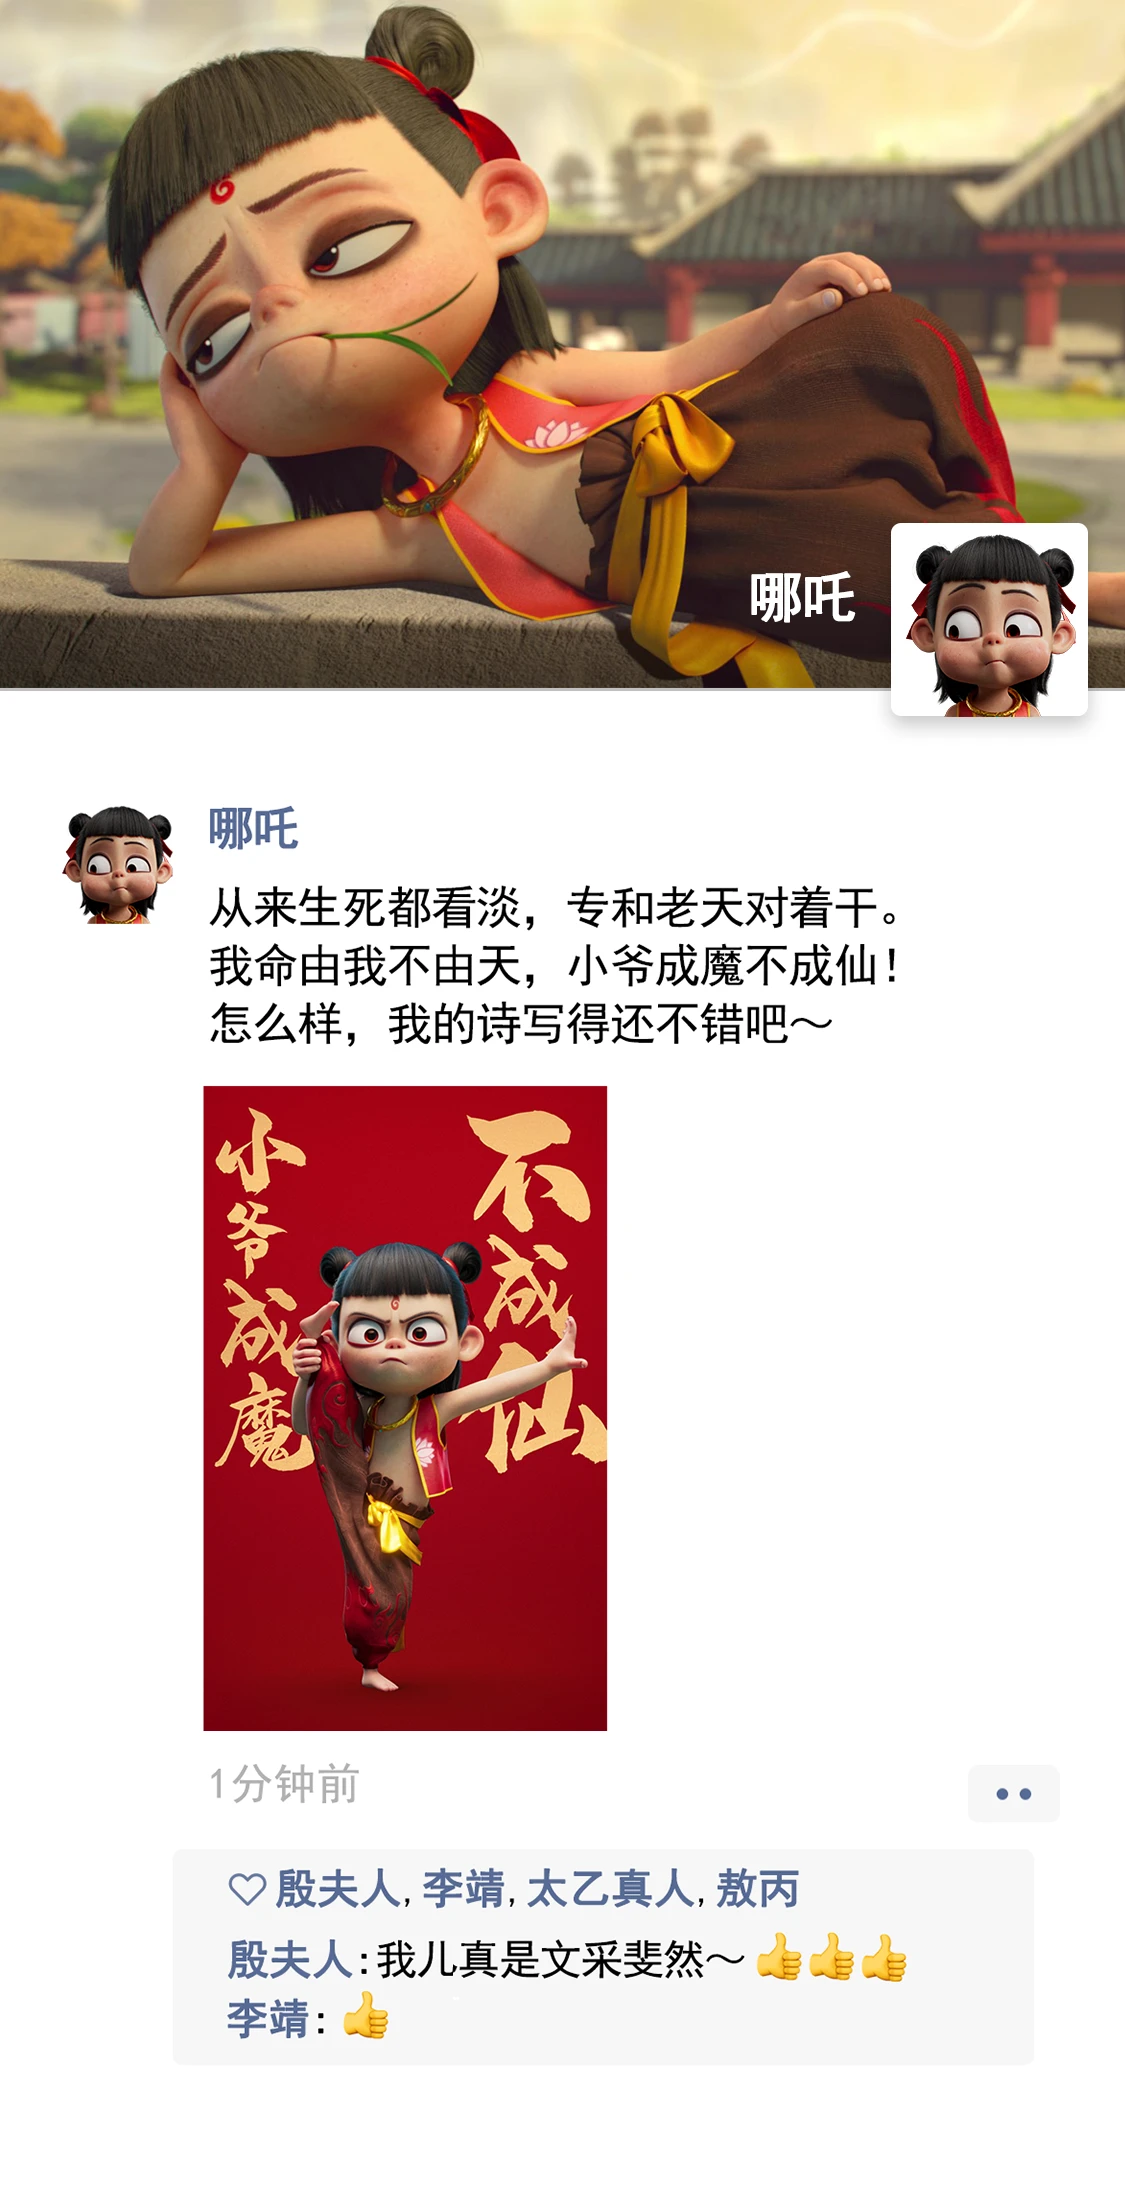 哪吒
哪吒
从来生死都看淡，专和老天对着干。
我命由我不由天，小爷成魔不成仙！
怎么样，我的诗写得还不错吧～
小爷成魔
不成仙
1分钟前
殷夫人,李靖,太乙真人,敖丙
殷夫人:我儿真是文采斐然～👍👍👍
李靖:👍